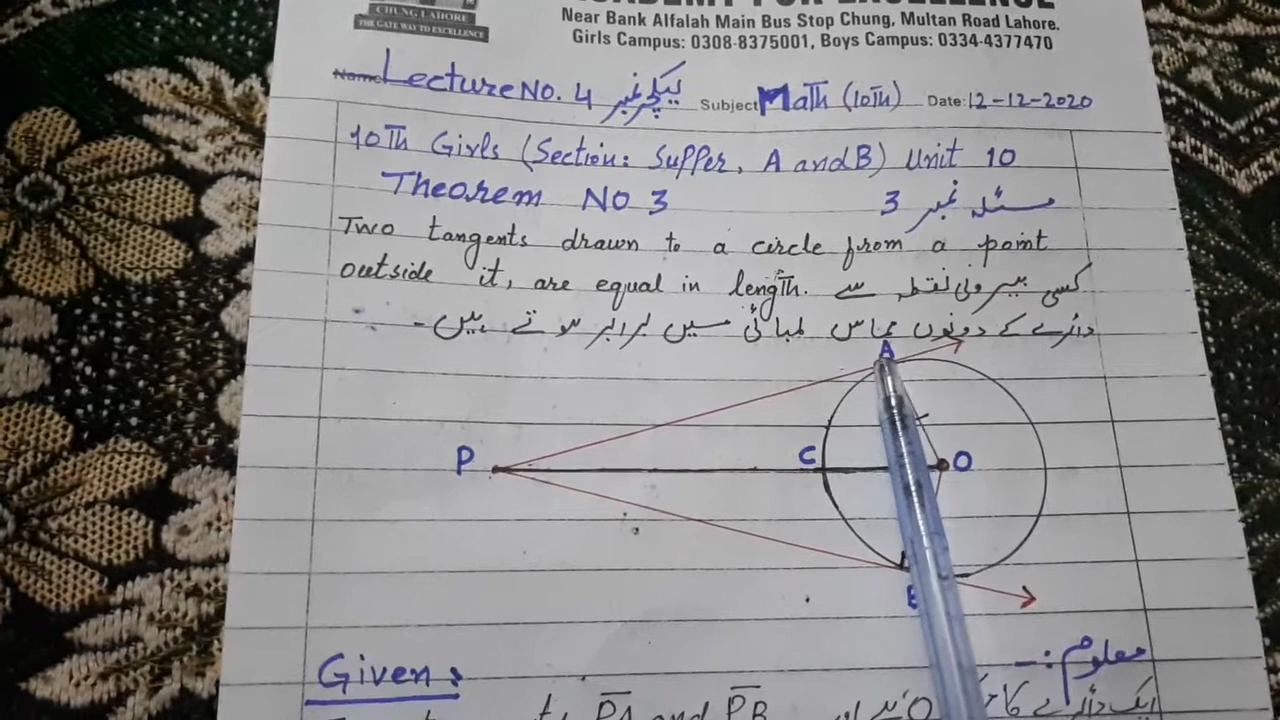 CHUNG LAHORE
THE GATE WAY TO EXCELLENCE
Near Bank Alfalah Main Bus Stop Chung, Multan Road Lahore.
Girls Campus: 0308-8375001, Boys Campus: 0334-4377470
Name Lecture No. 4 لیکچر نمبر Subject Math (10Th) Date: 12-12-2020
10Th Girls (Section: Supper, A and B) Unit 10
Theorem No 3 مسئلہ نمبر 3
Two tangents drawn to a circle from a point
outside it, are equal in length. کسی بیرونی نقطہ سے
دائرے کے دونوں مماس لمبائی میں برابر ہوتے ہیں۔
A
P C O
Given: معلوم:-
PA and PB